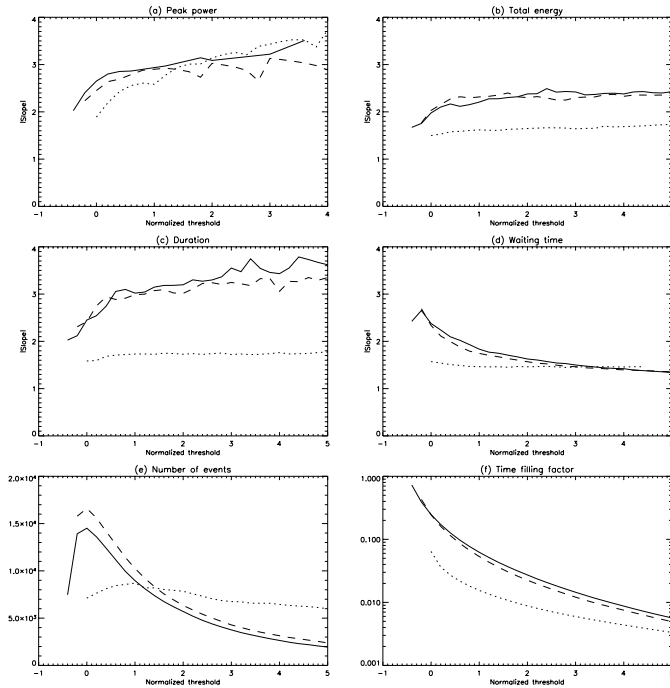 (a) Peak power
4
3
2
1
0
|Slope|
-1 0 1 2 3 4
Normalized threshold
(b) Total energy
4
3
2
1
0
|Slope|
-1 0 1 2 3 4
Normalized threshold
(c) Duration
4
3
2
1
0
|Slope|
-1 0 1 2 3 4 5
Normalized threshold
(d) Waiting time
4
3
2
1
0
|Slope|
-1 0 1 2 3 4
Normalized threshold
(e) Number of events
2.0×10⁴
1.5×10⁴
1.0×10⁴
5.0×10³
0
-1 0 1 2 3 4 5
Normalized threshold
(f) Time filling factor
1.000
0.100
0.010
0.001
-1 0 1 2 3 4
Normalized threshold